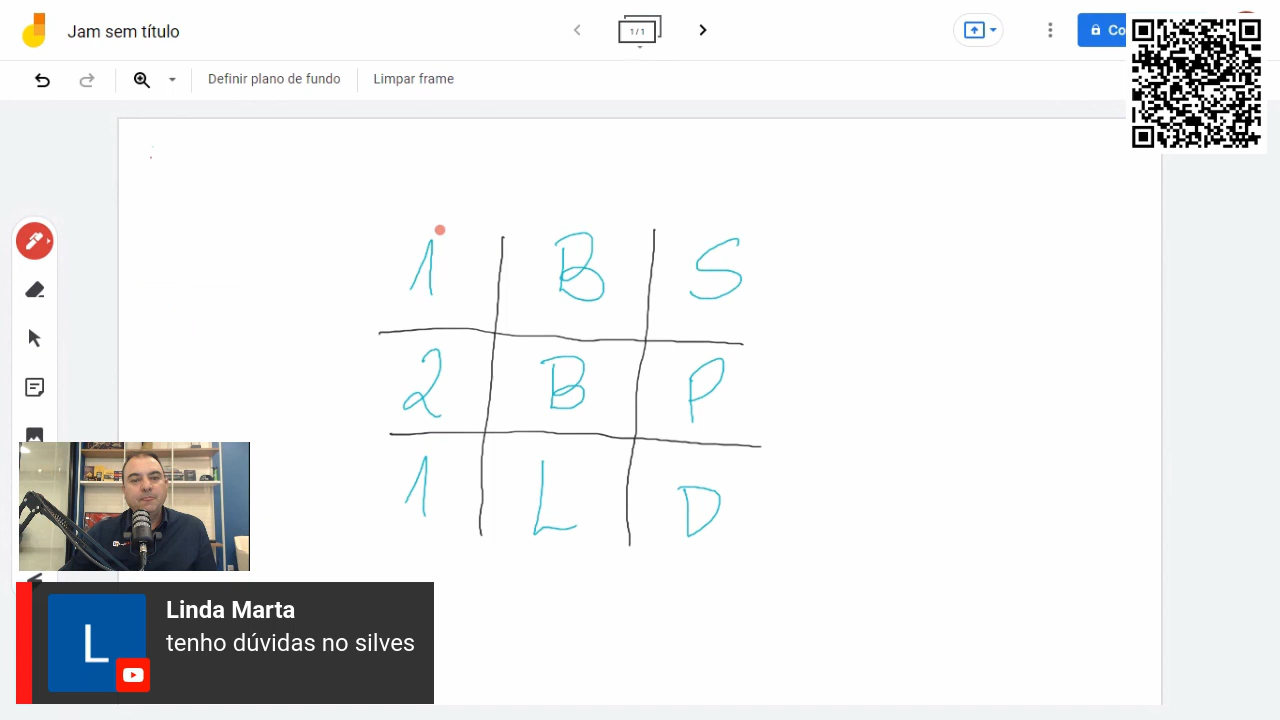 Jam sem título
1/1
Co
Definir plano de fundo
Limpar frame
1 B S
2 B P
1 L D
L
Linda Marta
tenho dúvidas no silves